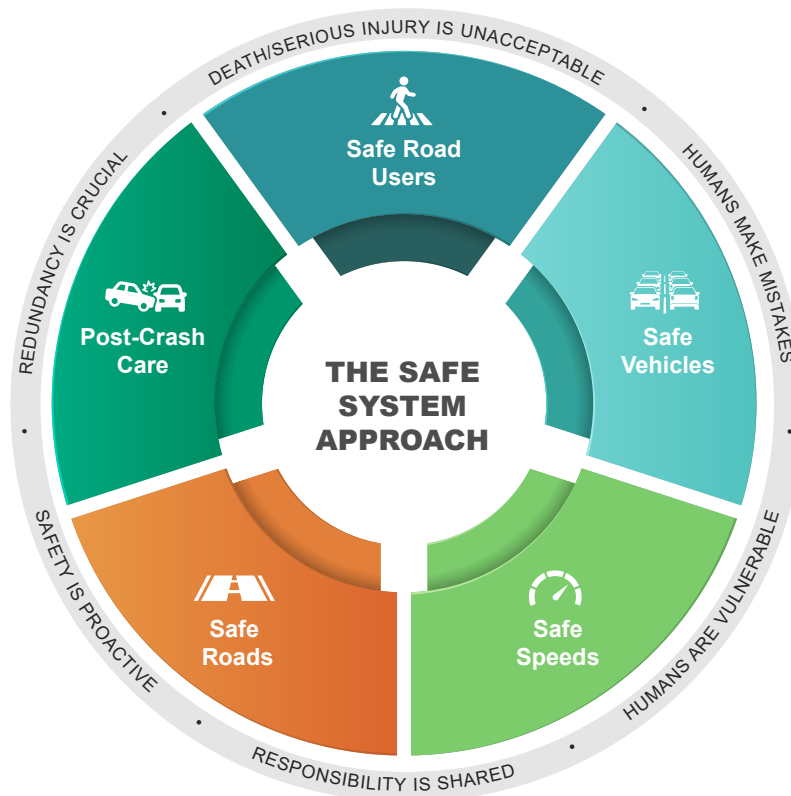 DEATH/SERIOUS INJURY IS UNACCEPTABLE
HUMANS MAKE MISTAKES
HUMANS ARE VULNERABLE
RESPONSIBILITY IS SHARED
SAFETY IS PROACTIVE
REDUNDANCY IS CRUCIAL
Safe Road
Users
Safe
Vehicles
Safe
Speeds
Safe
Roads
Post-Crash
Care
THE SAFE
SYSTEM
APPROACH